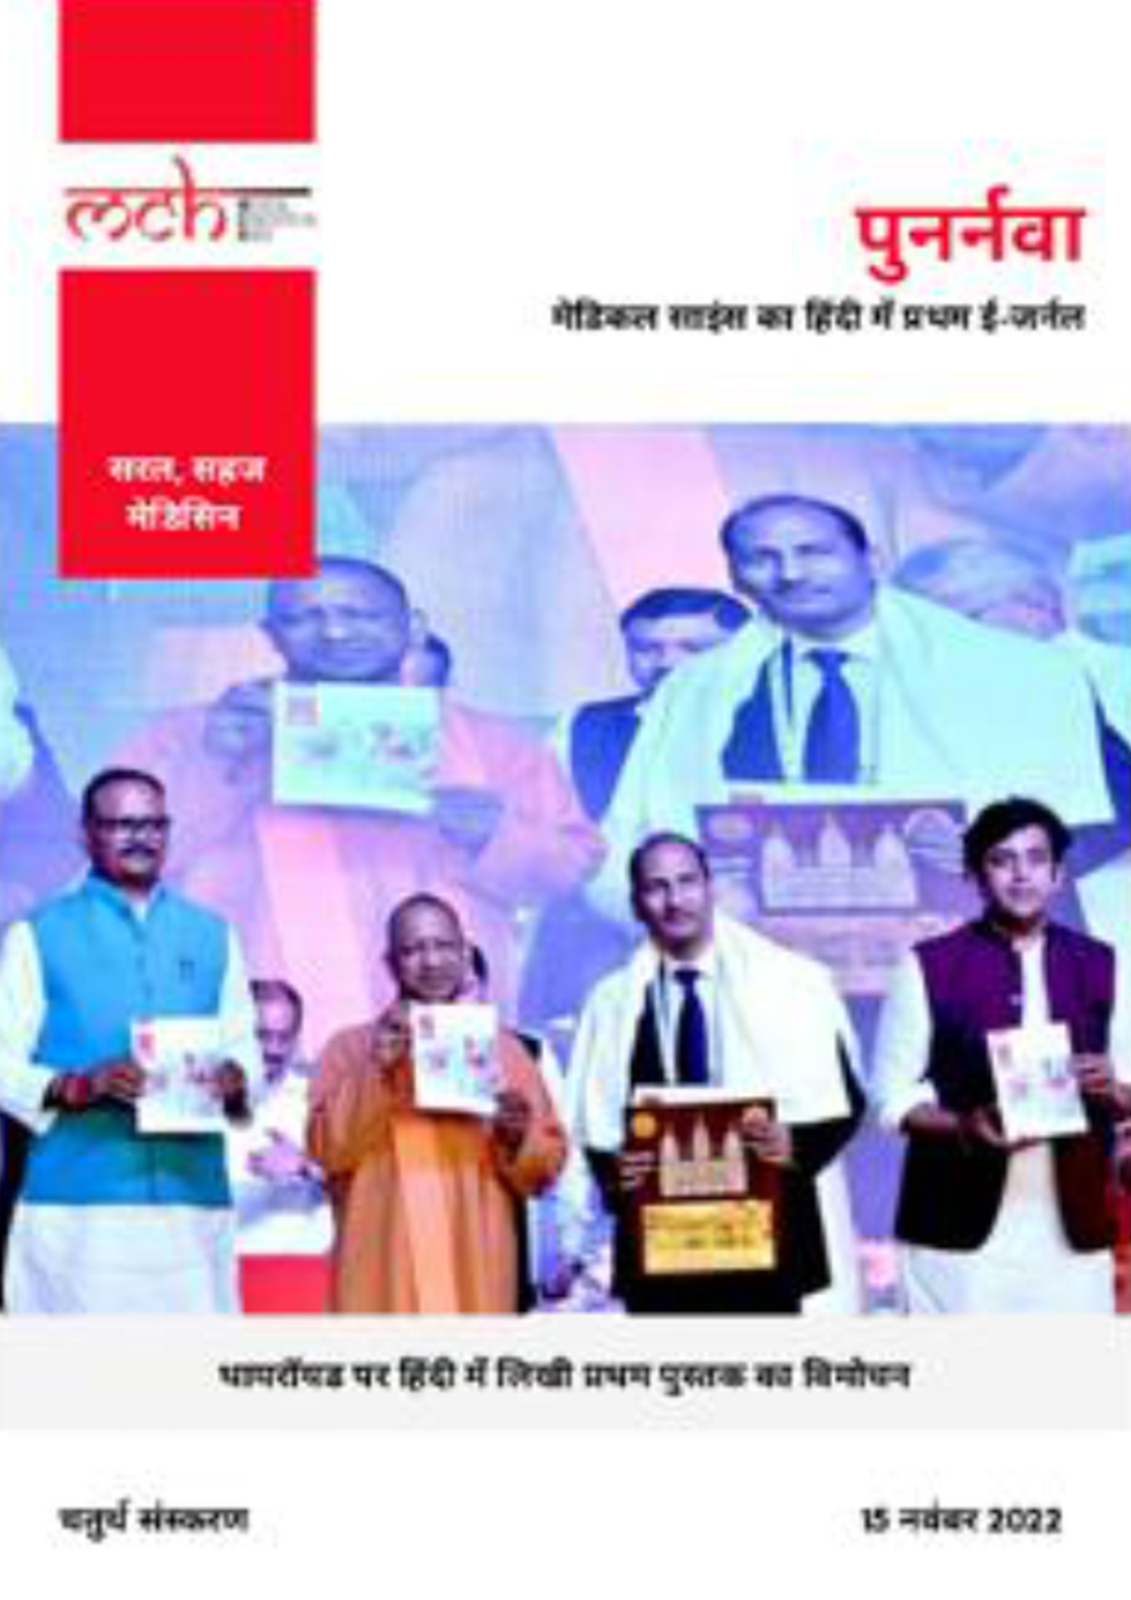 mch
पुनर्नवा
मेडिकल साइंस का हिंदी में प्रथम ई-जर्नल
सरल, सहज
मेडिसिन
थायरॉयड पर हिंदी में लिखी प्रथम पुस्तक का विमोचन
चतुर्थ संस्करण
15 नवंबर 2022